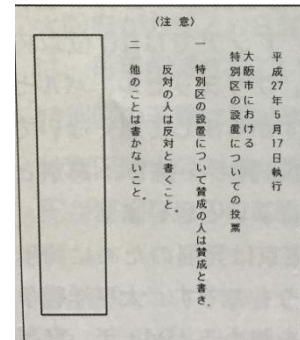 平成27年5月17日執行
大阪市における
特別区の設置についての投票
(注意)
一 特別区の設置について賛成の人は賛成と書き、
反対の人は反対と書くこと。
二 他のことは書かないこと。